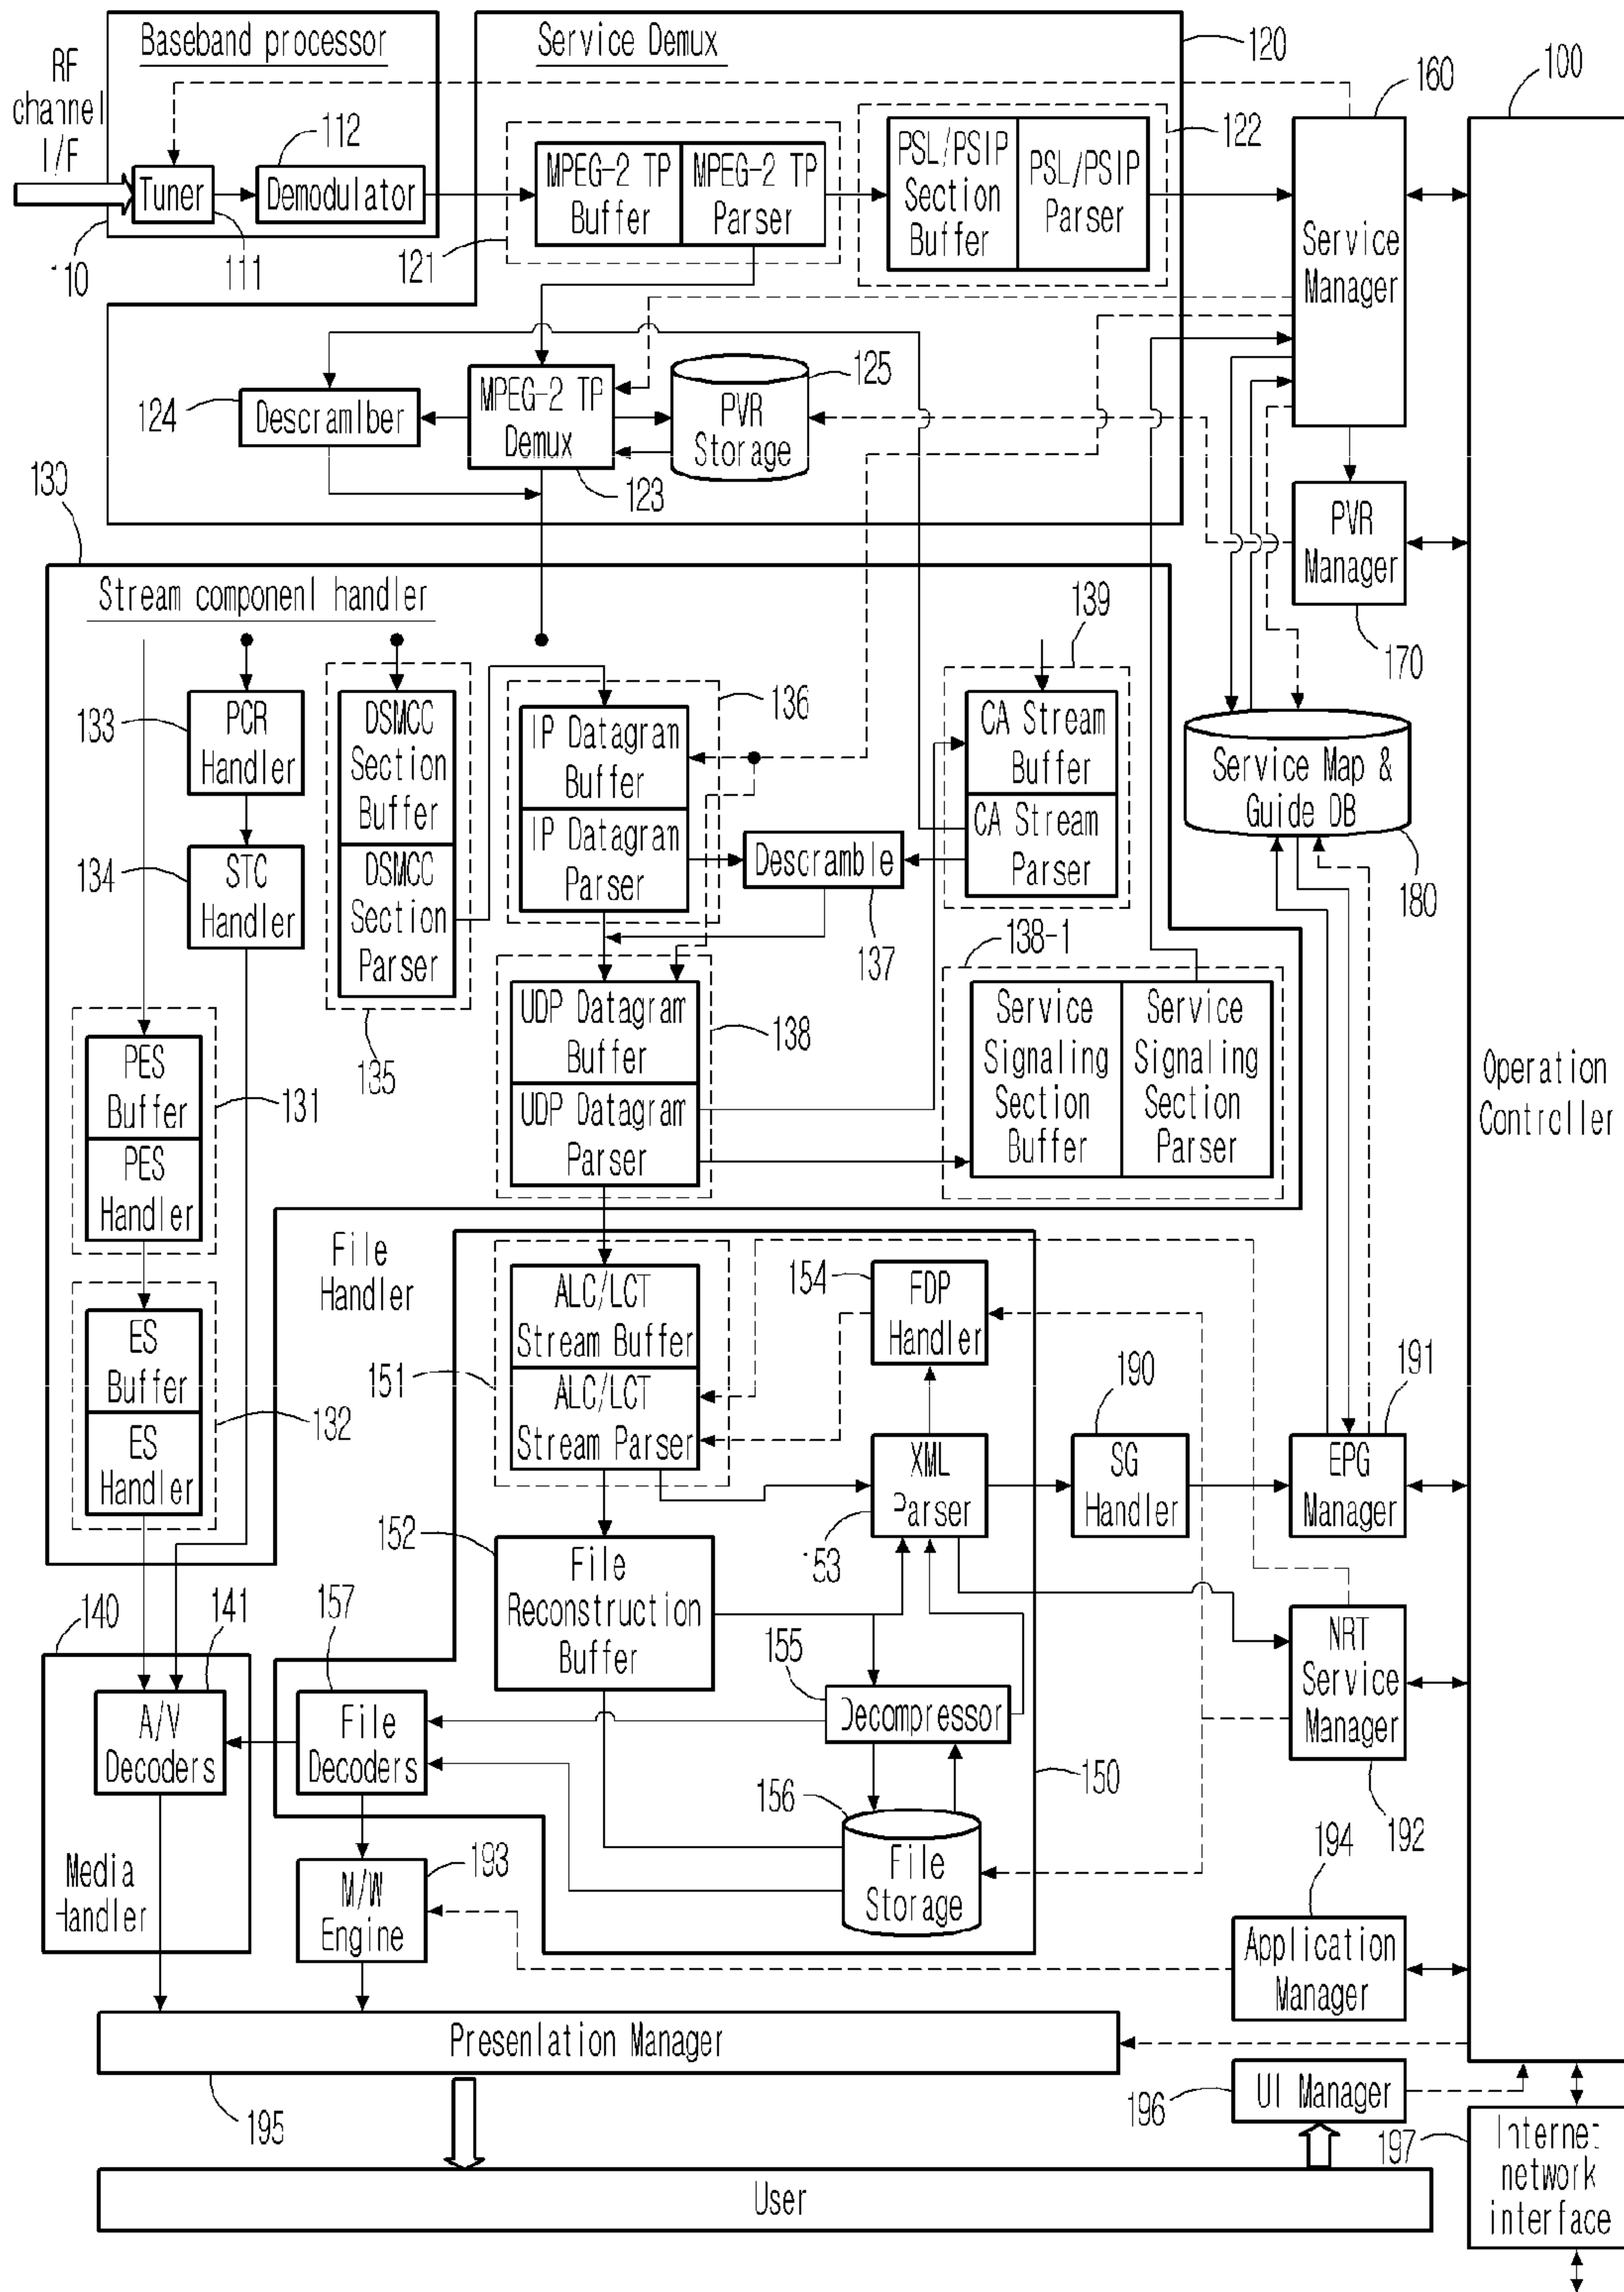 Baseband processor
Service Demux
120
RF
channel
I/F
112
160
100
122
Tuner
Demodulator
MPEG-2 TP
Buffer
MPEG-2 TP
Parser
PSL/PSIP
Section
Buffer
PSL/PSIP
Parser
Service
Manager
110
111
121
124
Descramlber
MPEG-2 TP
Demux
123
PVR
Storage
125
130
PVR
Manager
170
Stream componenl handler
139
133
PCR
Handler
DSMCC
Section
Buffer
DSMCC
Section
Parser
135
IP Datagram
Buffer
IP Datagram
Parser
136
CA Stream
Buffer
CA Stream
Parser
Service Map &
Guide DB
180
134
STC
Handler
Descramble
137
138-1
UDP Datagram
Buffer
UDP Datagram
Parser
138
Service
Signaling
Section
Buffer
Service
Signaling
Section
Parser
Operation
Controller
PES
Buffer
PES
Handler
131
File
Handler
ALC/LCT
Stream Buffer
ALC/LCT
Stream Parser
151
154
FDP
Handler
190
191
ES
Buffer
ES
Handler
132
XML
Parser
153
SG
Handler
EPG
Manager
152
File
Reconstruction
Buffer
140
141
157
155
NRT
Service
Manager
192
A/V
Decoders
File
Decoders
Decompressor
150
156
File
Storage
Media
Handler
193
M/W
Engine
194
Application
Manager
Presenlation Manager
195
196
UI Manager
197
Internet
network
interface
User